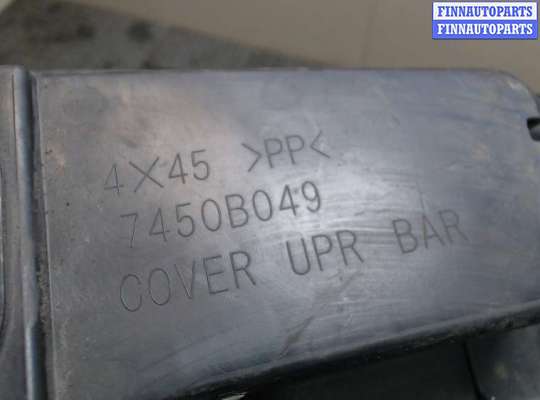 FINNAUTOPARTS
FINNAUTOPARTS
4X45 >PP<
7450B049
COVER UPR BAR